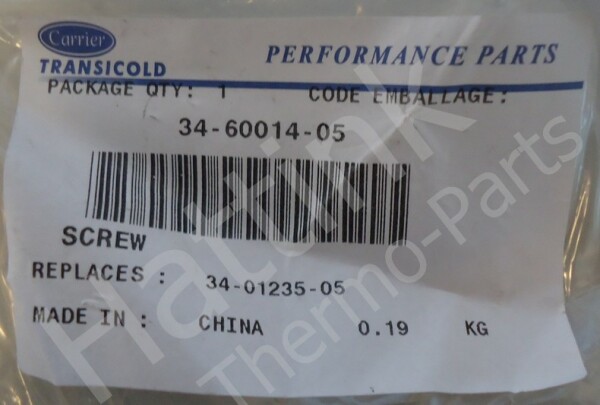 Carrier
TRANSICOLD
PERFORMANCE PARTS
PACKAGE QTY: 1 CODE EMBALLAGE:
34-60014-05
SCREW
REPLACES : 34-01235-05
MADE IN : CHINA 0.19 KG
Hattink
Thermo-Parts